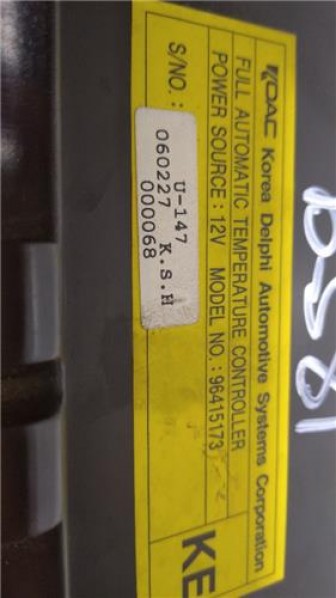 KDAC Korea Delphi Automotive Systems Corporation
FULL AUTOMATIC TEMPERATURE CONTROLLER
POWER SOURCE : 12V MODEL NO. : 96415173
S/NO. :
U-147
060227 K.S.H
000068
KE